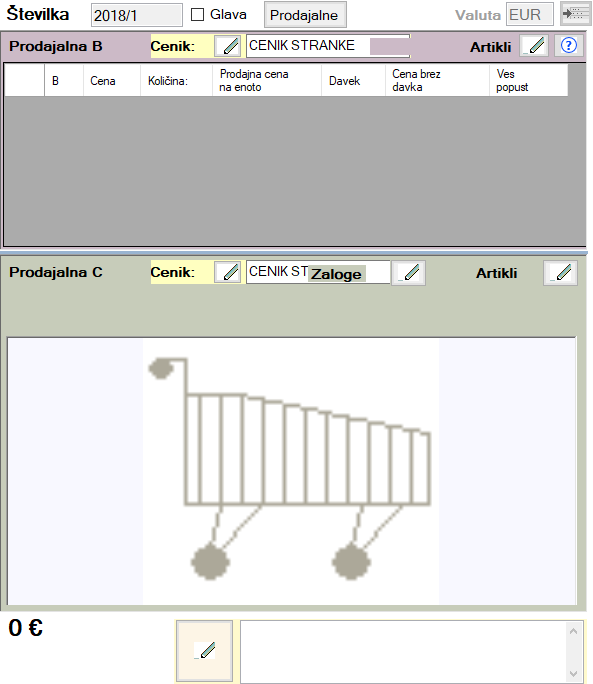 Številka 2018/1 Glava Prodajalne Valuta EUR
Prodajalna B Cenik: CENIK STRANKE Artikli ?
B Cena Količina: Prodajna cena na enoto Davek Cena brez davka Ves popust
Prodajalna C Cenik: CENIK ST Zaloge Artikli
0 €